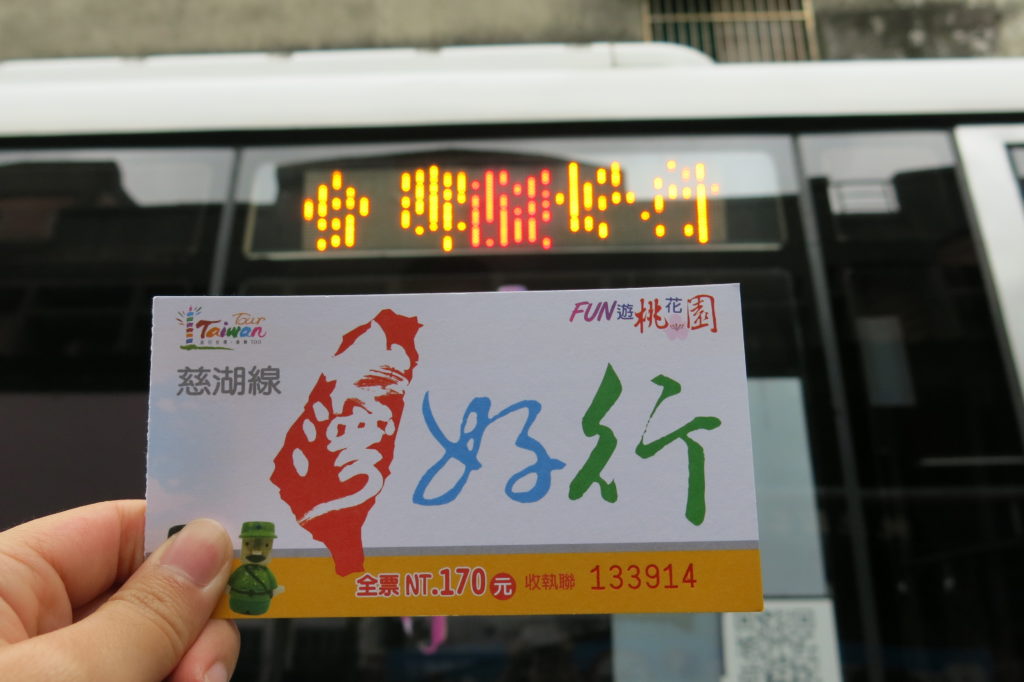 Tour
Taiwan
慈湖線
FUN遊桃花園
灣好行
全票 NT.170元 收執聯 133914